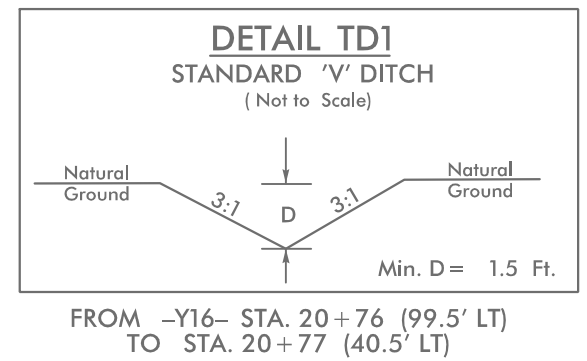 DETAIL TD1
STANDARD 'V' DITCH
( Not to Scale)
Natural
Ground
3:1
D
3:1
Natural
Ground
Min. D = 1.5 Ft.
FROM –Y16– STA. 20+76 (99.5' LT)
TO STA. 20+77 (40.5' LT)